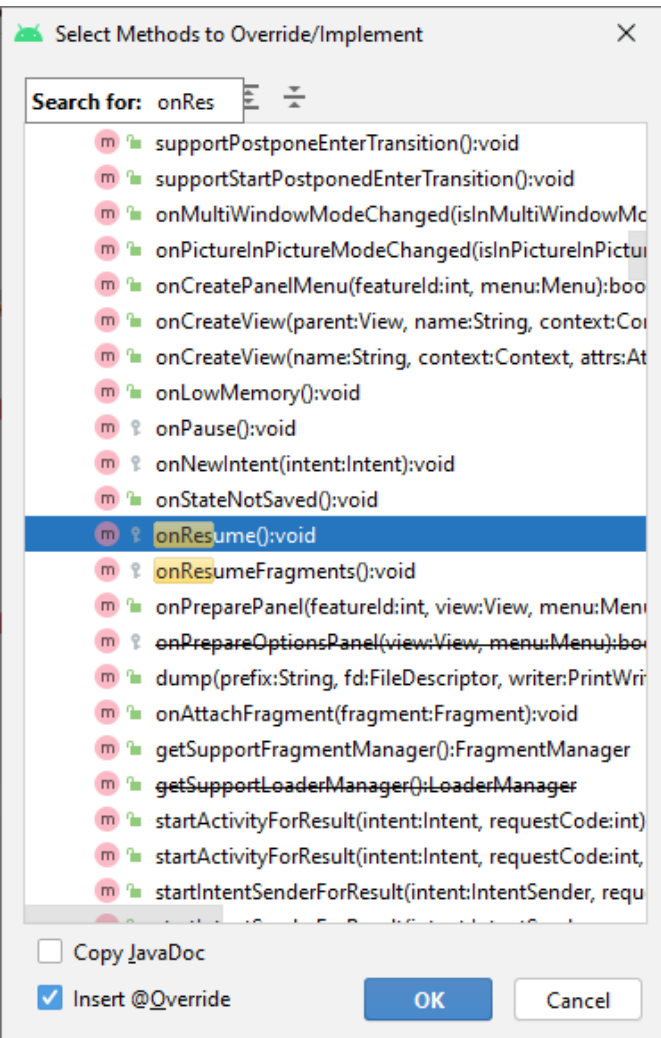 Select Methods to Override/Implement
Search for: onRes
m supportPostponeEnterTransition():void
m supportStartPostponedEnterTransition():void
m onMultiWindowModeChanged(isInMultiWindowMo
m onPictureInPictureModeChanged(isInPictureInPictu
m onCreatePanelMenu(featureId:int, menu:Menu):boo
m onCreateView(parent:View, name:String, context:Co
m onCreateView(name:String, context:Context, attrs:At
m onLowMemory():void
m onPause():void
m onNewIntent(intent:Intent):void
m onStateNotSaved():void
m onResume():void
m onResumeFragments():void
m onPreparePanel(featureId:int, view:View, menu:Men
m onPrepareOptionsPanel(view:View, menu:Menu):bo
m dump(prefix:String, fd:FileDescriptor, writer:PrintWri
m onAttachFragment(fragment:Fragment):void
m getSupportFragmentManager():FragmentManager
m getSupportLoaderManager():LoaderManager
m startActivityForResult(intent:Intent, requestCode:int)
m startActivityForResult(intent:Intent, requestCode:int,
m startIntentSenderForResult(intent:IntentSender, requ
Copy JavaDoc
Insert @Override
OK Cancel